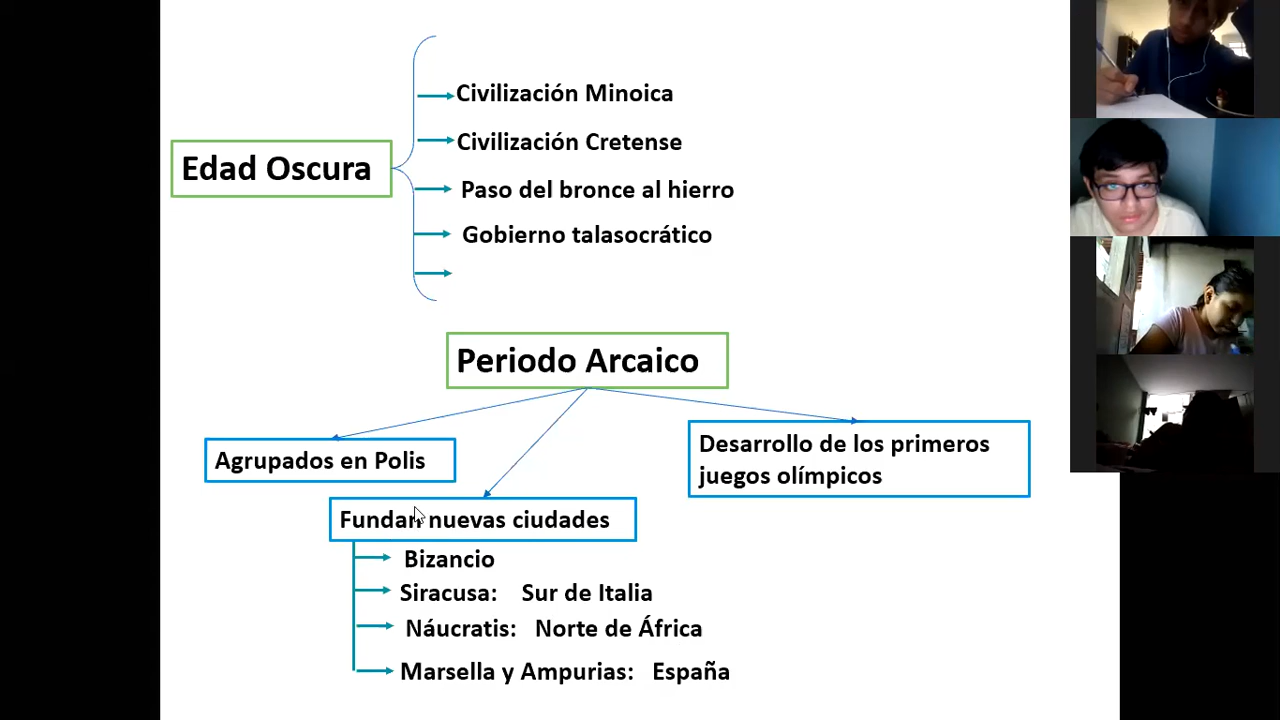 Civilización Minoica
Civilización Cretense
Edad Oscura
Paso del bronce al hierro
Gobierno talasocrático
Periodo Arcaico
Agrupados en Polis
Desarrollo de los primeros
juegos olímpicos
Fundar nuevas ciudades
Bizancio
Siracusa: Sur de Italia
Náucratis: Norte de África
Marsella y Ampurias: España